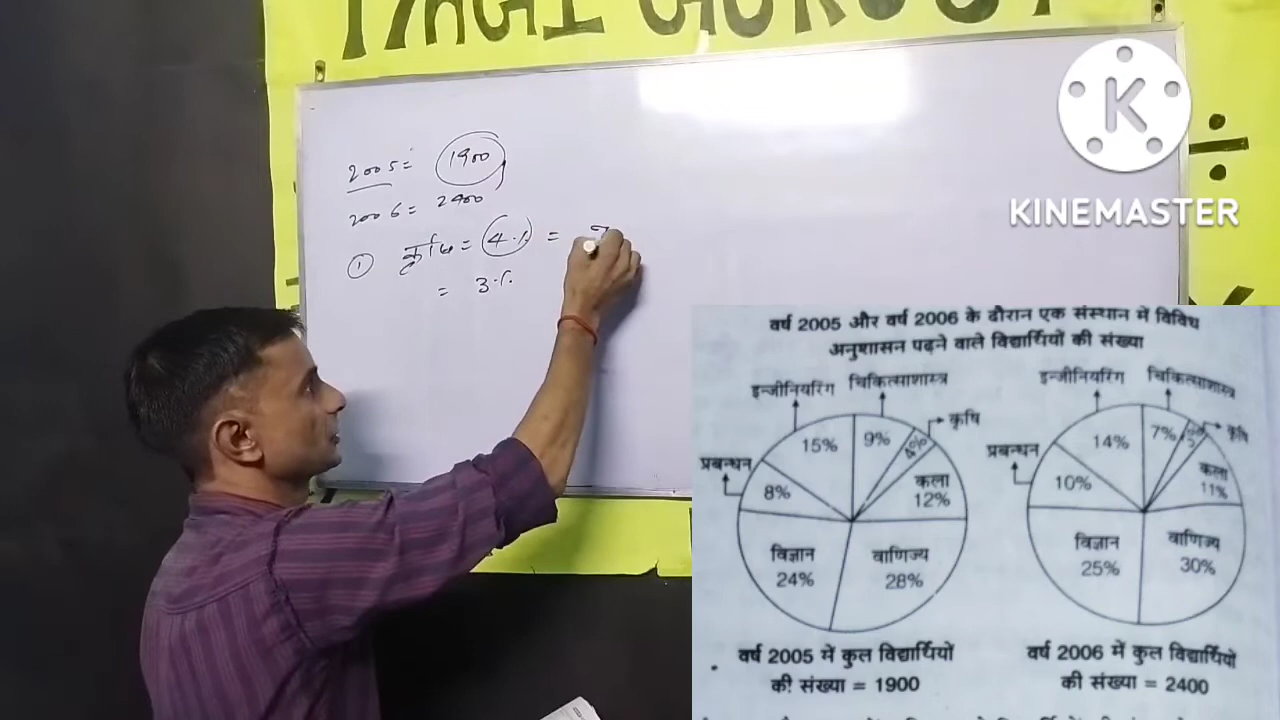 KINEMASTER
÷
2005 = 1900
2006 = 2400
① कृषि = 4% = 7
= 3%
वर्ष 2005 और वर्ष 2006 के दौरान एक संस्थान में विविध
अनुशासन पढ़ने वाले विद्यार्थियों की संख्या
इन्जीनियरिंग चिकित्साशास्त्र
कृषि
प्रबन्धन
15% 9% 4%
8%
कला
12%
विज्ञान
24%
वाणिज्य
28%
वर्ष 2005 में कुल विद्यार्थियों
की संख्या = 1900
इन्जीनियरिंग चिकित्साशास्त्र
कृषि
प्रबन्धन
14% 7%
10%
कला
11%
विज्ञान
25%
वाणिज्य
30%
वर्ष 2006 में कुल विद्यार्थियों
की संख्या = 2400